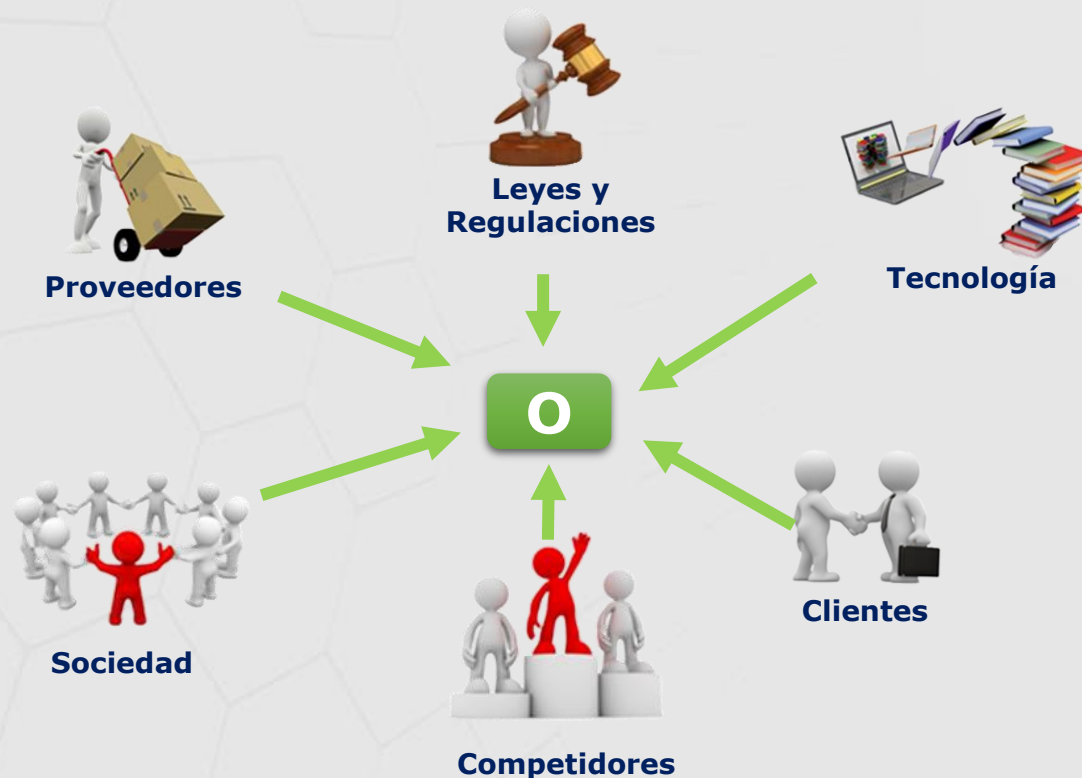 Leyes y
Regulaciones
Proveedores
Tecnología
O
Sociedad
Clientes
Competidores